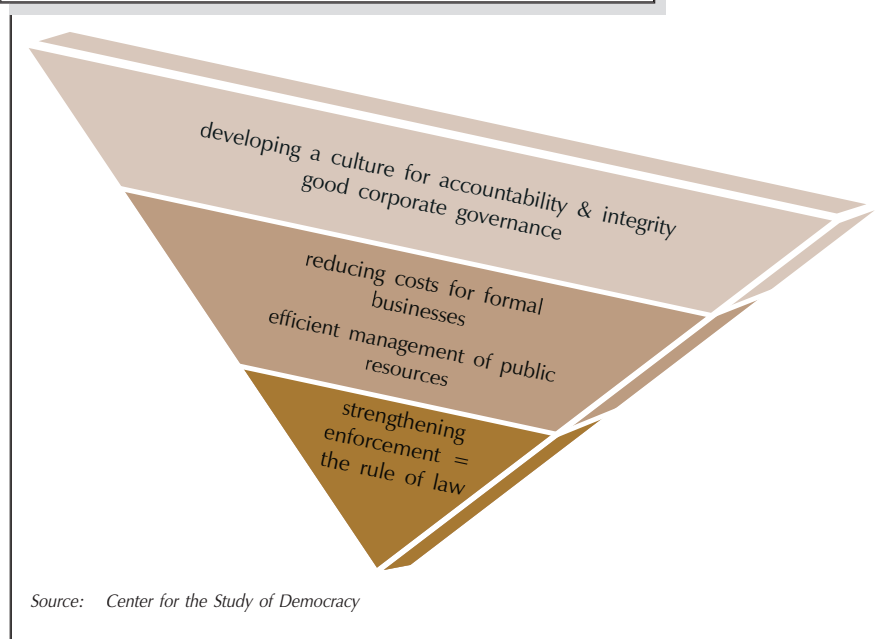 developing a culture for accountability & integrity
good corporate governance
reducing costs for formal
businesses
efficient management of public
resources
strengthening
enforcement =
the rule of law
Source: Center for the Study of Democracy